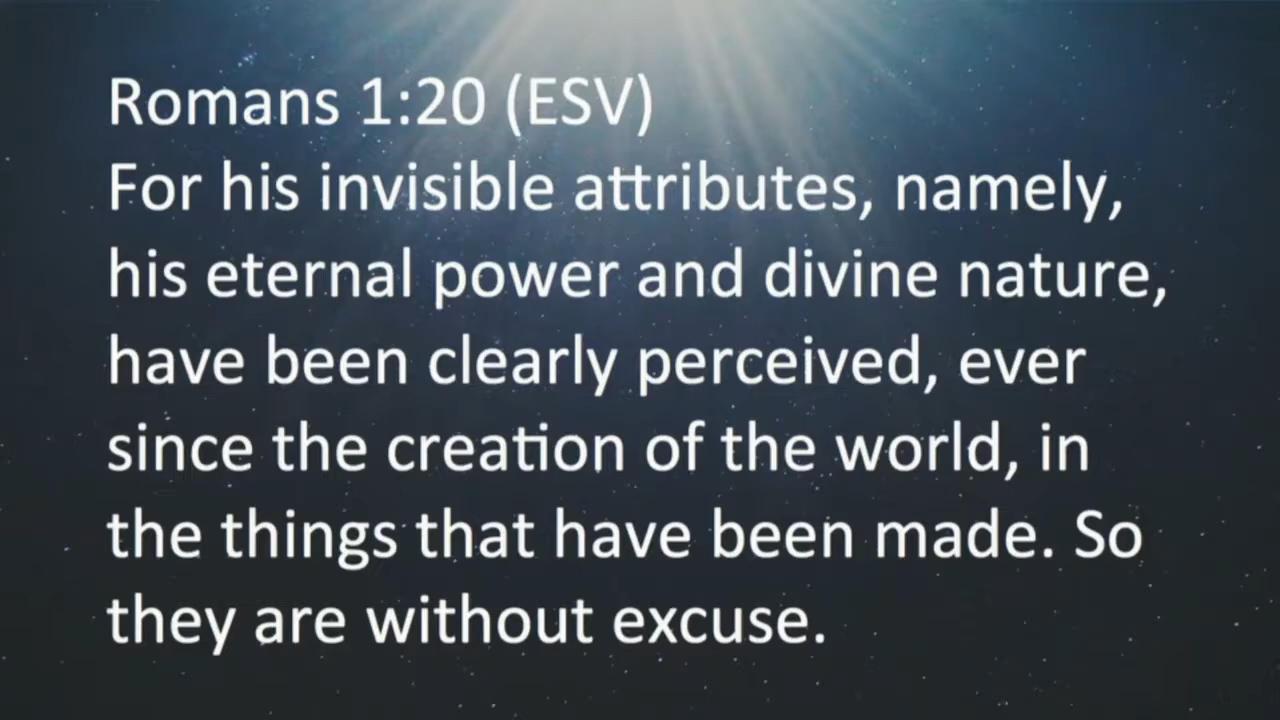 Romans 1:20 (ESV)
For his invisible attributes, namely,
his eternal power and divine nature,
have been clearly perceived, ever
since the creation of the world, in
the things that have been made. So
they are without excuse.